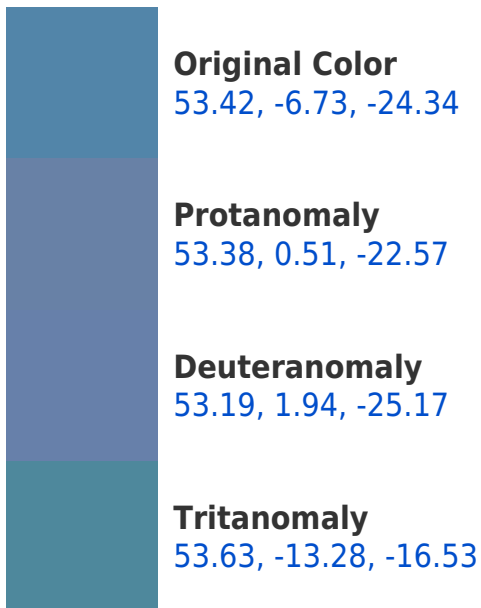 Original Color
53.42, -6.73, -24.34
Protanomaly
53.38, 0.51, -22.57
Deuteranomaly
53.19, 1.94, -25.17
Tritanomaly
53.63, -13.28, -16.53